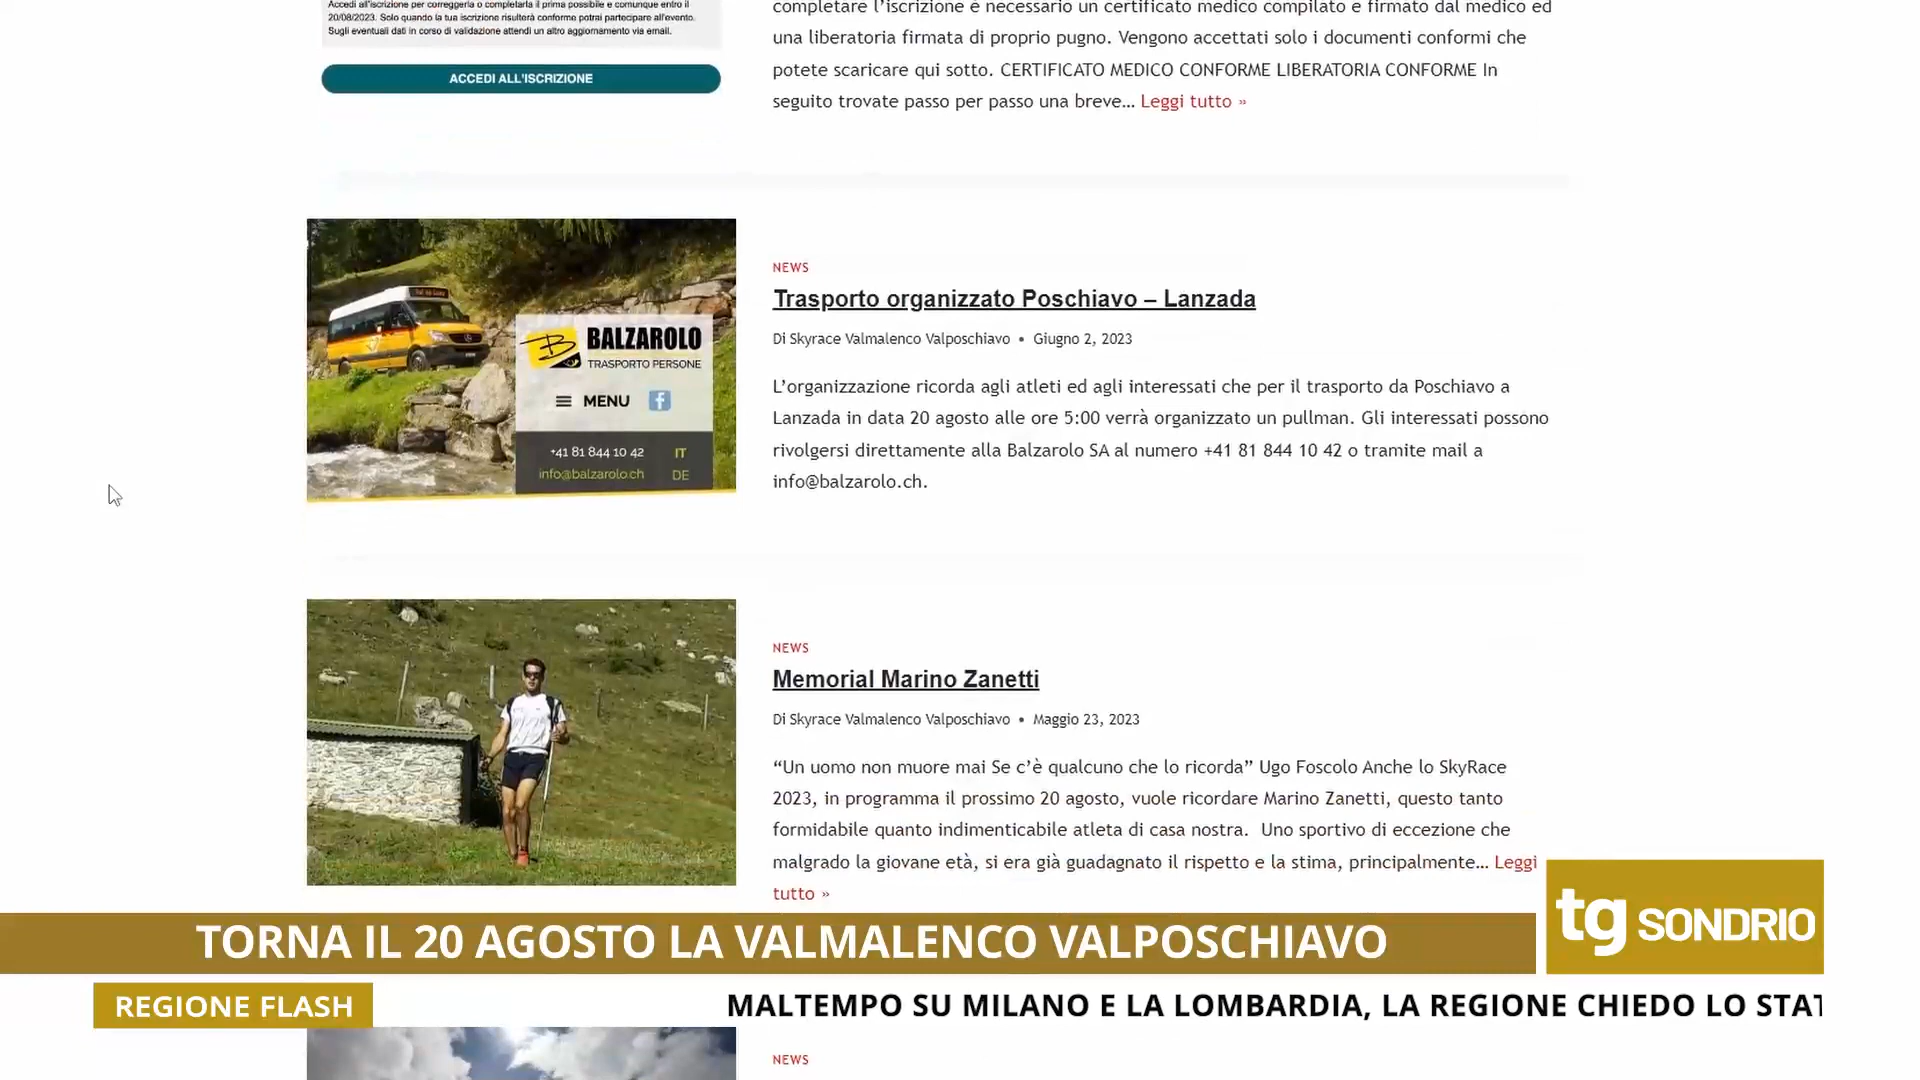 Accedi all'iscrizione per correggerla o completarla il prima possibile e comunque entro il
20/08/2023. Solo quando la tua iscrizione risulterà conforme potrai partecipare all'evento.
Sugli eventuali dati in corso di validazione attendi un altro aggiornamento via email.
ACCEDI ALL'ISCRIZIONE
completare l’iscrizione è necessario un certificato medico compilato e firmato dal medico ed
una liberatoria firmata di proprio pugno. Vengono accettati solo i documenti conformi che
potete scaricare qui sotto. CERTIFICATO MEDICO CONFORME LIBERATORIA CONFORME In
seguito trovate passo per passo una breve… Leggi tutto »
BALZAROLO
TRASPORTO PERSONE
MENU
+41 81 844 10 42 IT
info@balzarolo.ch DE
NEWS
Trasporto organizzato Poschiavo – Lanzada
Di Skyrace Valmalenco Valposchiavo • Giugno 2, 2023
L’organizzazione ricorda agli atleti ed agli interessati che per il trasporto da Poschiavo a
Lanzada in data 20 agosto alle ore 5:00 verrà organizzato un pullman. Gli interessati possono
rivolgersi direttamente alla Balzarolo SA al numero +41 81 844 10 42 o tramite mail a
info@balzarolo.ch.
NEWS
Memorial Marino Zanetti
Di Skyrace Valmalenco Valposchiavo • Maggio 23, 2023
“Un uomo non muore mai Se c’è qualcuno che lo ricorda” Ugo Foscolo Anche lo SkyRace
2023, in programma il prossimo 20 agosto, vuole ricordare Marino Zanetti, questo tanto
formidabile quanto indimenticabile atleta di casa nostra.  Uno sportivo di eccezione che
malgrado la giovane età, si era già guadagnato il rispetto e la stima, principalmente… Leggi
tutto »
TORNA IL 20 AGOSTO LA VALMALENCO VALPOSCHIAVO
tg SONDRIO
REGIONE FLASH
MALTEMPO SU MILANO E LA LOMBARDIA, LA REGIONE CHIEDO LO STAT
NEWS